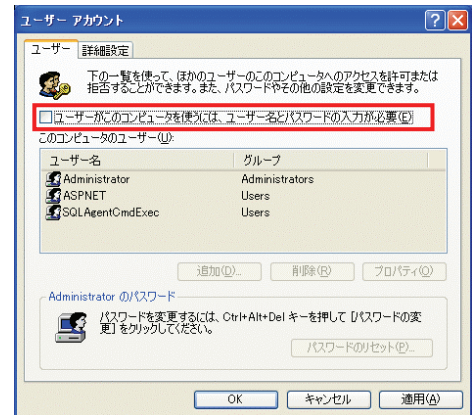 ユーザー アカウント
ユーザー 詳細設定
下の一覧を使って、ほかのユーザーのこのコンピュータへのアクセスを許可または
拒否することができます。また、パスワードやその他の設定を変更できます。
ユーザーがこのコンピュータを使うには、ユーザー名とパスワードの入力が必要(E)
このコンピュータのユーザー(U):
ユーザー名 グループ
Administrator Administrators
ASPNET Users
SQLAgentCmdExec Users
追加(D)... 削除(R) プロパティ(O)
Administrator のパスワード
パスワードを変更するには、Ctrl+Alt+Del キーを押して [パスワードの変
更] をクリックしてください。
パスワードのリセット(P)...
OK キャンセル 適用(A)